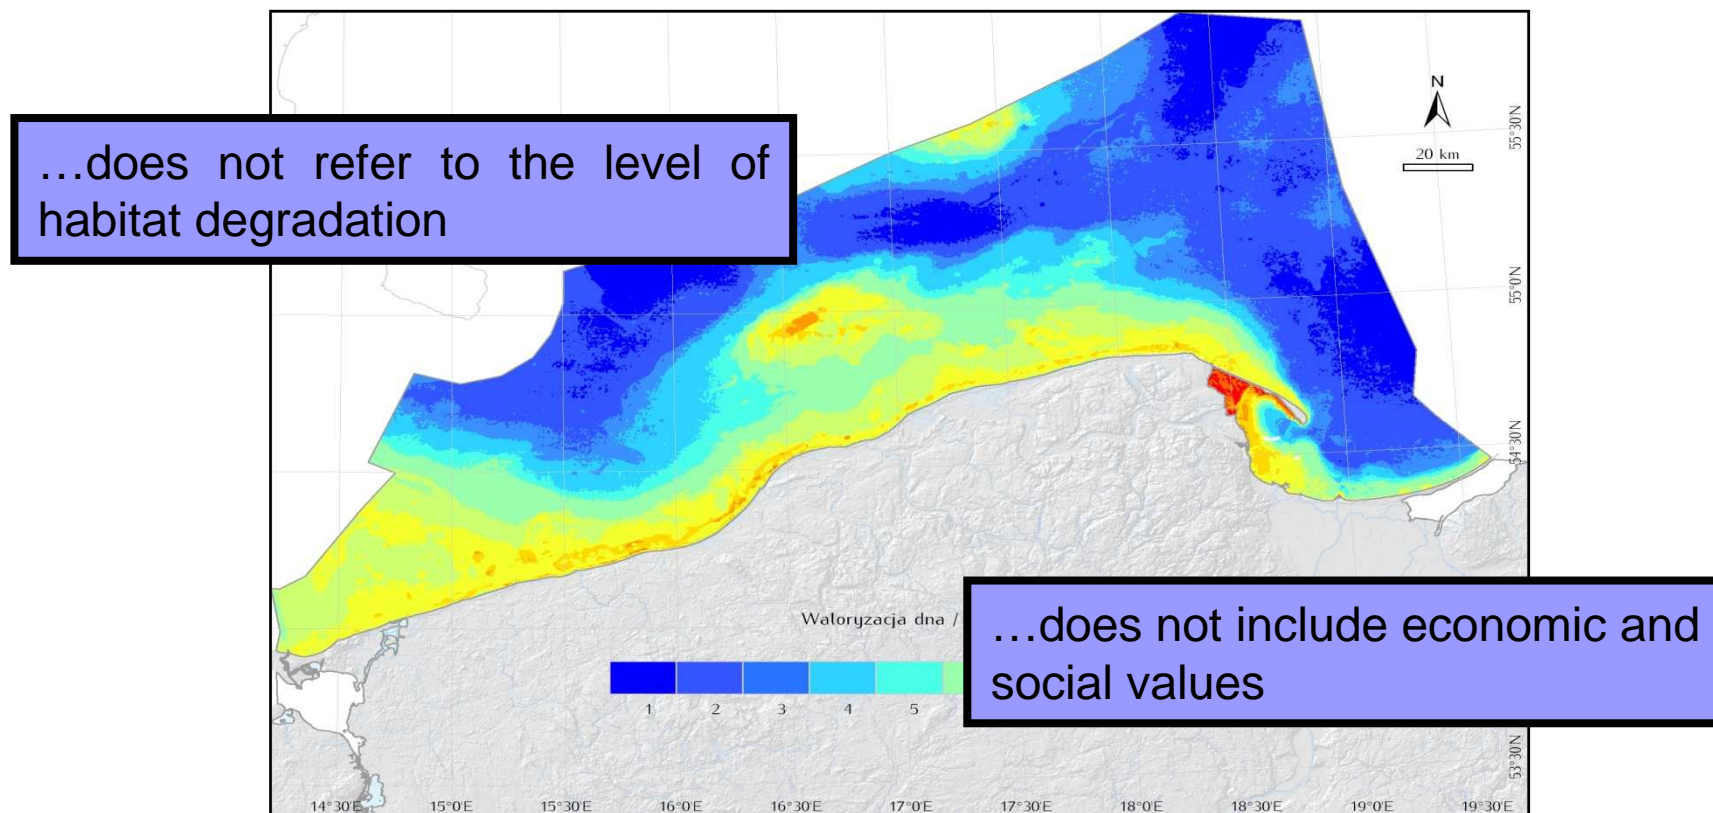 N
20 km
55°30'N
…does not refer to the level of
habitat degradation
55°0'N
54°30'N
Waloryzacja dna /
…does not include economic and
social values
1 2 3 4 5
53°30'N
14°30'E 15°0'E 15°30'E 16°0'E 16°30'E 17°0'E 17°30'E 18°0'E 18°30'E 19°0'E 19°30'E